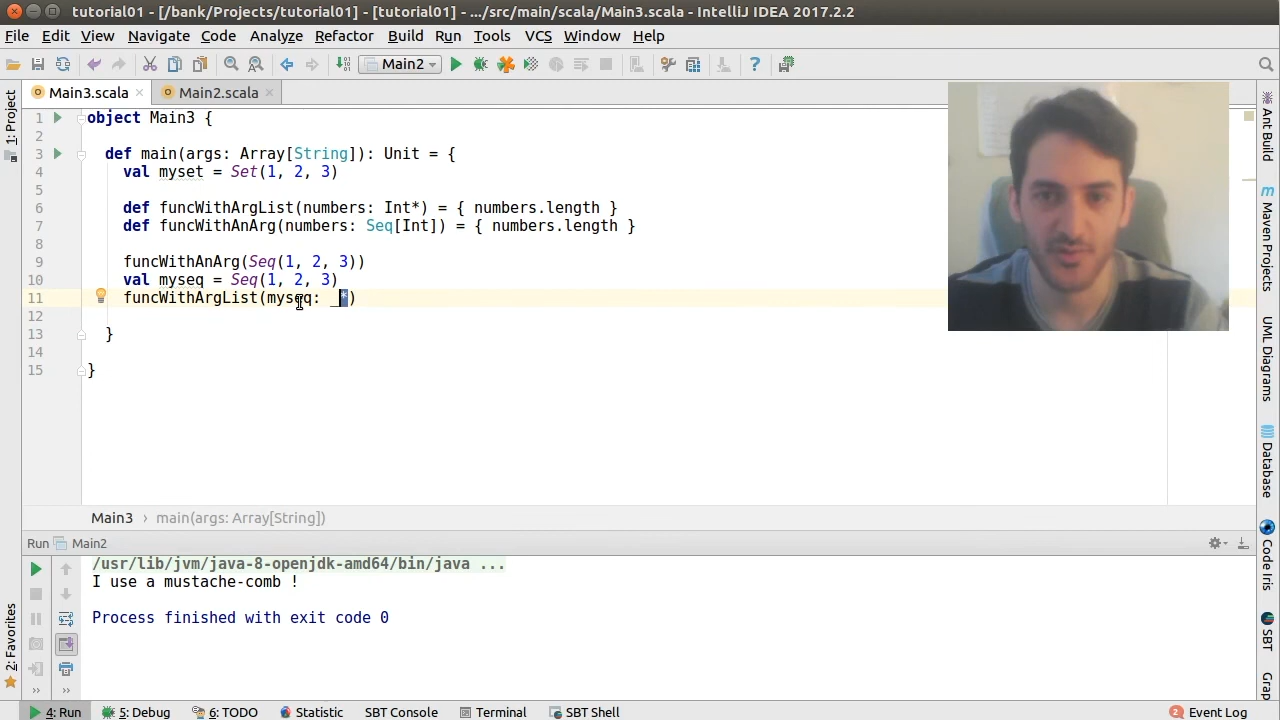 tutorial01 - [/bank/Projects/tutorial01] - [tutorial01] - .../src/main/scala/Main3.scala - IntelliJ IDEA 2017.2.2
File Edit View Navigate Code Analyze Refactor Build Run Tools VCS Window Help
Main2
Main3.scala Main2.scala
1: Project
1 object Main3 {
2
3 def main(args: Array[String]): Unit = {
4 val myset = Set(1, 2, 3)
5
6 def funcWithArgList(numbers: Int*) = { numbers.length }
7 def funcWithAnArg(numbers: Seq[Int]) = { numbers.length }
8
9 funcWithAnArg(Seq(1, 2, 3))
10 val myseq = Seq(1, 2, 3)
11 funcWithArgList(myseq: _*)
12
13 }
14
15 }
Ant Build
Maven Projects
UML Diagrams
Database
Code Iris
SBT
Main3 › main(args: Array[String])
Run Main2
/usr/lib/jvm/java-8-openjdk-amd64/bin/java ...
I use a mustache-comb !
Process finished with exit code 0
2: Favorites
4: Run 5: Debug 6: TODO Statistic SBT Console Terminal SBT Shell 2 Event Log